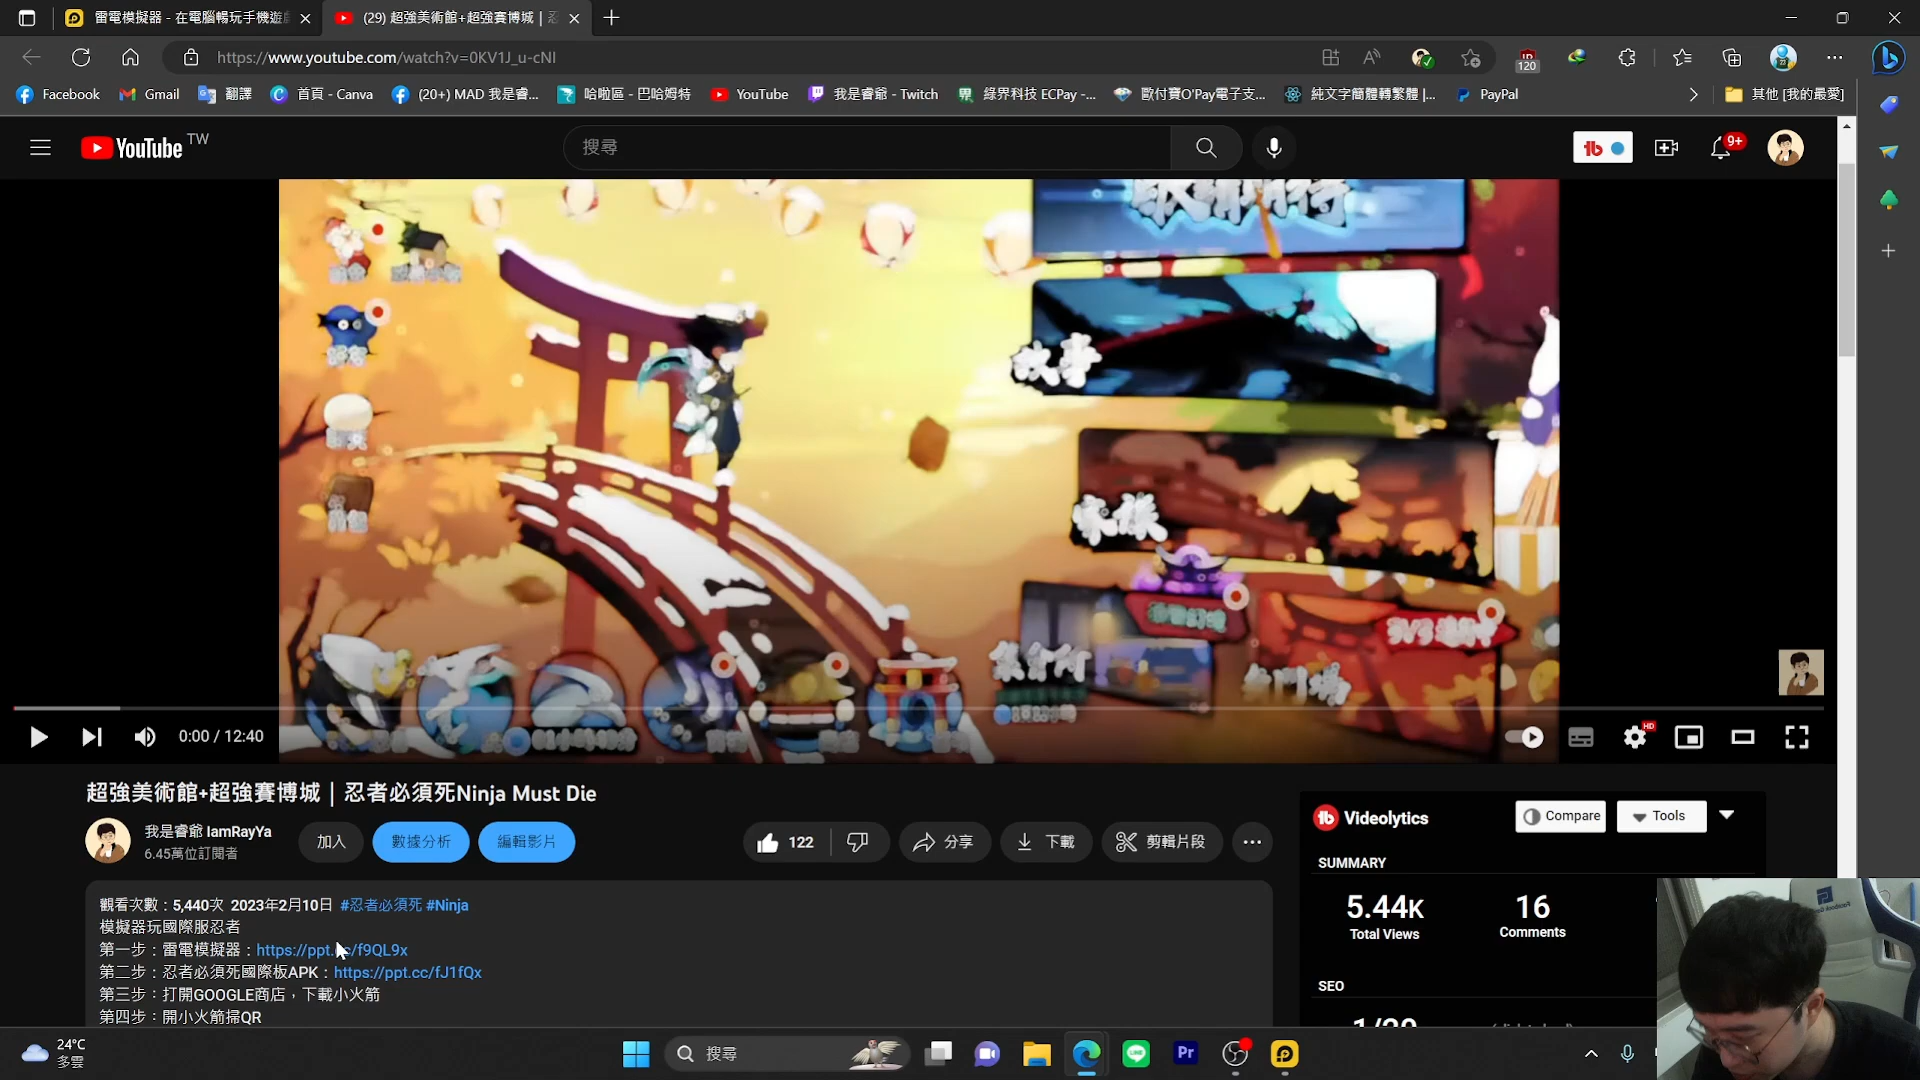 雷電模擬器 - 在電腦暢玩手機遊
(29) 超強美術館+超強賽博城｜
https://www.youtube.com/watch?v=0KV1J_u-cNI
120
Facebook
Gmail
翻譯
首頁 - Canva
(20+) MAD 我是睿...
哈啦區 - 巴哈姆特
YouTube
我是睿爺 - Twitch
綠界科技 ECPay -...
歐付寶O'Pay電子支...
純文字簡體轉繁體 |...
PayPal
其他 [我的最愛]
YouTube TW
搜尋
9+
故事
家族
0:00 / 12:40
HD
超強美術館+超強賽博城｜忍者必須死Ninja Must Die
我是睿爺 IamRayYa
6.45萬位訂閱者
加入
數據分析
編輯影片
122
分享
下載
剪輯片段
觀看次數：5,440次 2023年2月10日 #忍者必須死 #Ninja
模擬器玩國際服忍者
第一步：雷電模擬器：https://ppt.cc/f9QL9x
第二步：忍者必須死國際板APK：https://ppt.cc/fJ1fQx
第三步：打開GOOGLE商店，下載小火箭
第四步：開小火箭掃QR
Videolytics
Compare
Tools
SUMMARY
5.44K
Total Views
16
Comments
SEO
24°C
多雲
搜尋